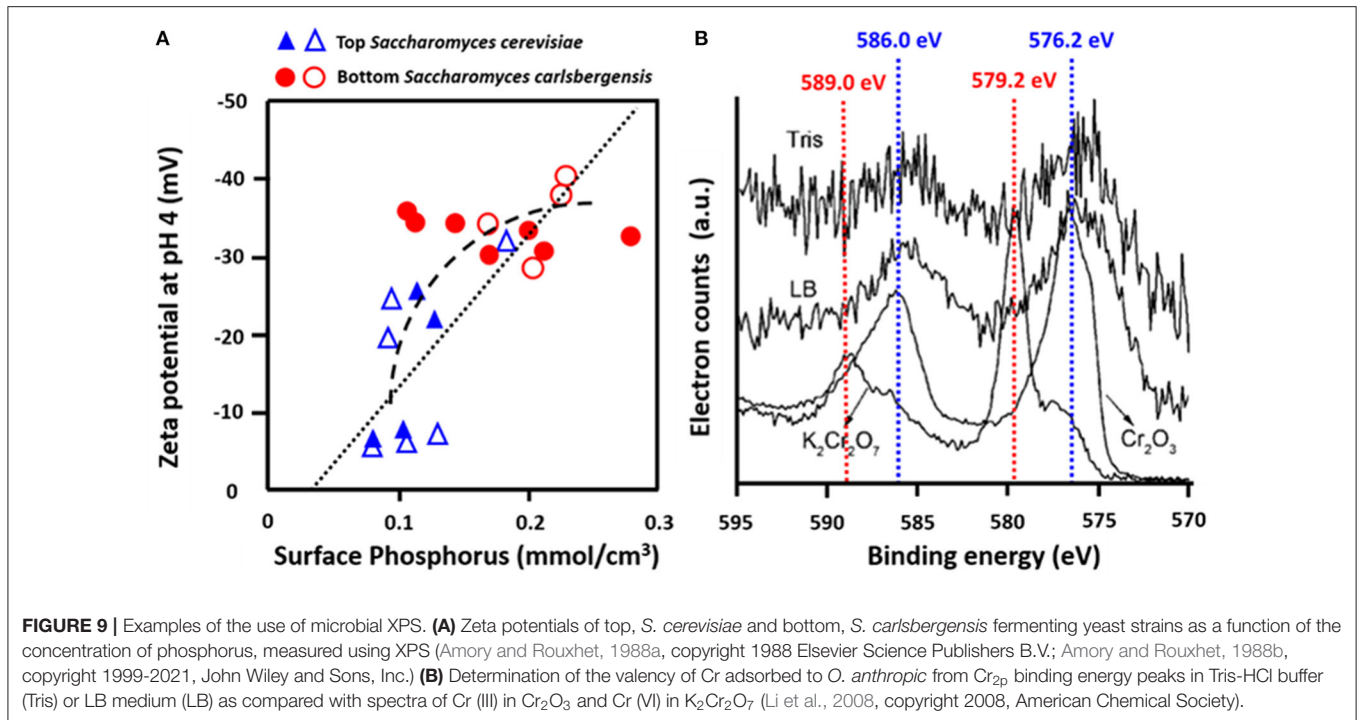 A
Top Saccharomyces cerevisiae
Bottom Saccharomyces carlsbergensis
Zeta potential at pH 4 (mV)
-50
-40
-30
-20
-10
0
0 0.1 0.2 0.3
Surface Phosphorus (mmol/cm³)
B
586.0 eV 576.2 eV
589.0 eV 579.2 eV
Electron counts (a.u.)
Tris
LB
K₂Cr₂O₇
Cr₂O₃
595 590 585 580 575 570
Binding energy (eV)
FIGURE 9 | Examples of the use of microbial XPS. (A) Zeta potentials of top, S. cerevisiae and bottom, S. carlsbergensis fermenting yeast strains as a function of the
concentration of phosphorus, measured using XPS (Amory and Rouxhet, 1988a, copyright 1988 Elsevier Science Publishers B.V.; Amory and Rouxhet, 1988b,
copyright 1999-2021, John Wiley and Sons, Inc.) (B) Determination of the valency of Cr adsorbed to O. anthropic from Cr₂ₚ binding energy peaks in Tris-HCl buffer
(Tris) or LB medium (LB) as compared with spectra of Cr (III) in Cr₂O₃ and Cr (VI) in K₂Cr₂O₇ (Li et al., 2008, copyright 2008, American Chemical Society).